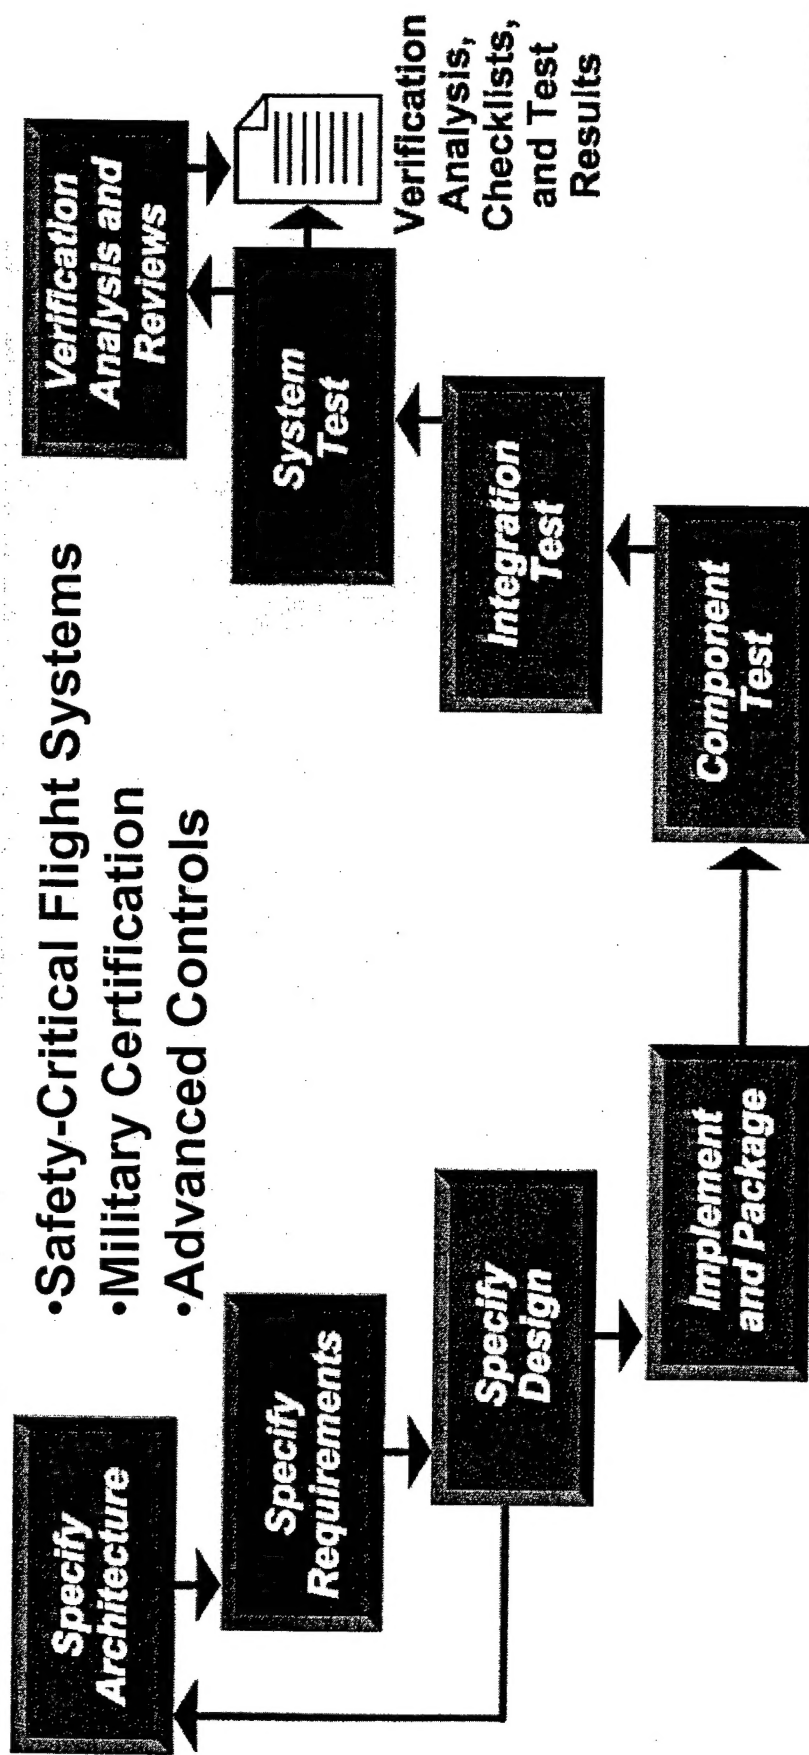 •Safety-Critical Flight Systems
•Military Certification
•Advanced Controls
Specify
Architecture
Specify
Requirements
Specify
Design
Implement
and Package
Component
Test
Integration
Test
System
Test
Verification
Analysis and
Reviews
Verification
Analysis,
Checklists,
and Test
Results